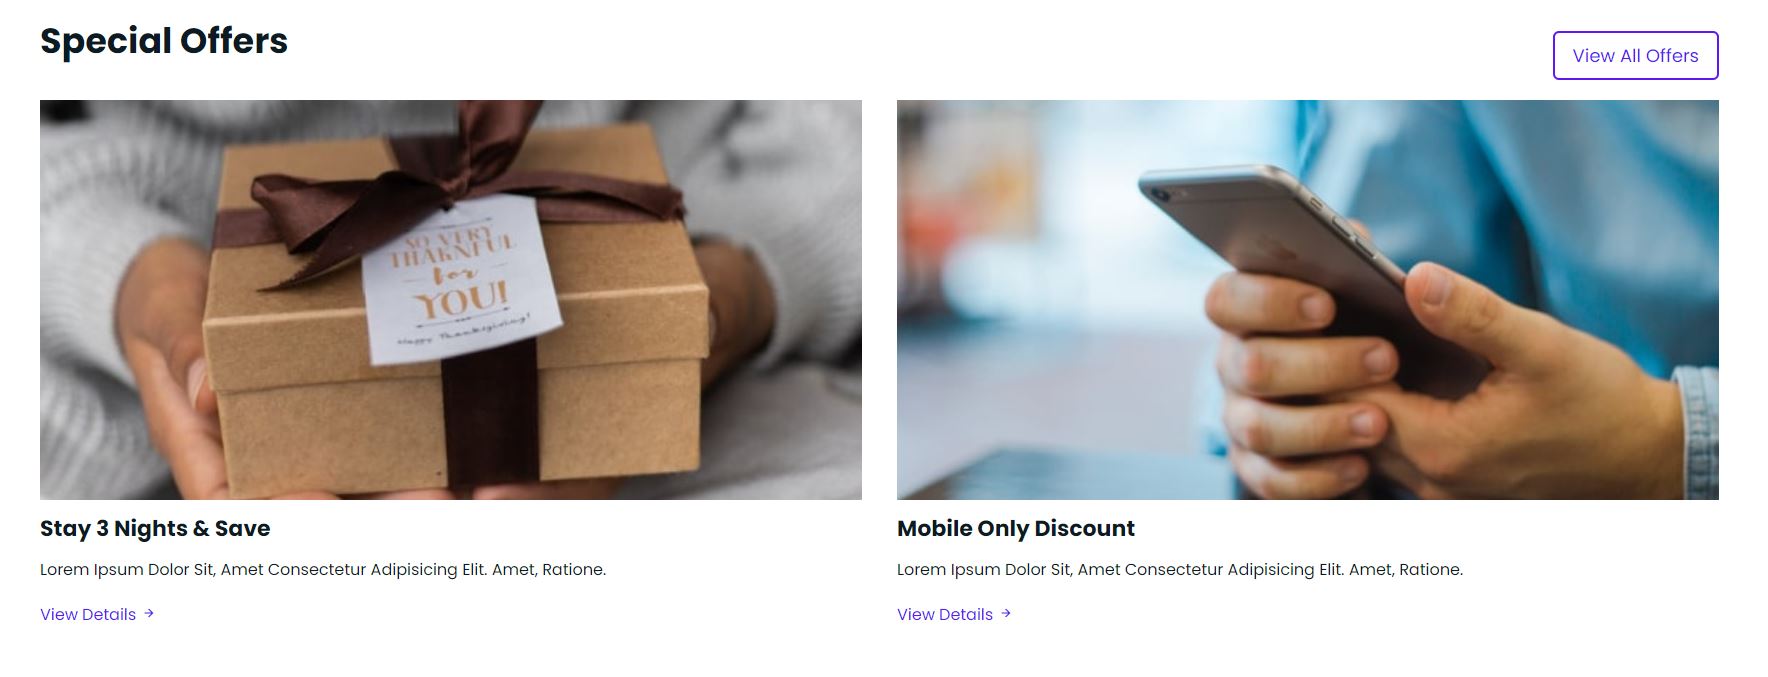 Special Offers
View All Offers
SO VERY
THANKFUL
for
YOU!
Happy Thanksgiving!
Stay 3 Nights & Save
Mobile Only Discount
Lorem Ipsum Dolor Sit, Amet Consectetur Adipisicing Elit. Amet, Ratione.
Lorem Ipsum Dolor Sit, Amet Consectetur Adipisicing Elit. Amet, Ratione.
View Details →
View Details →